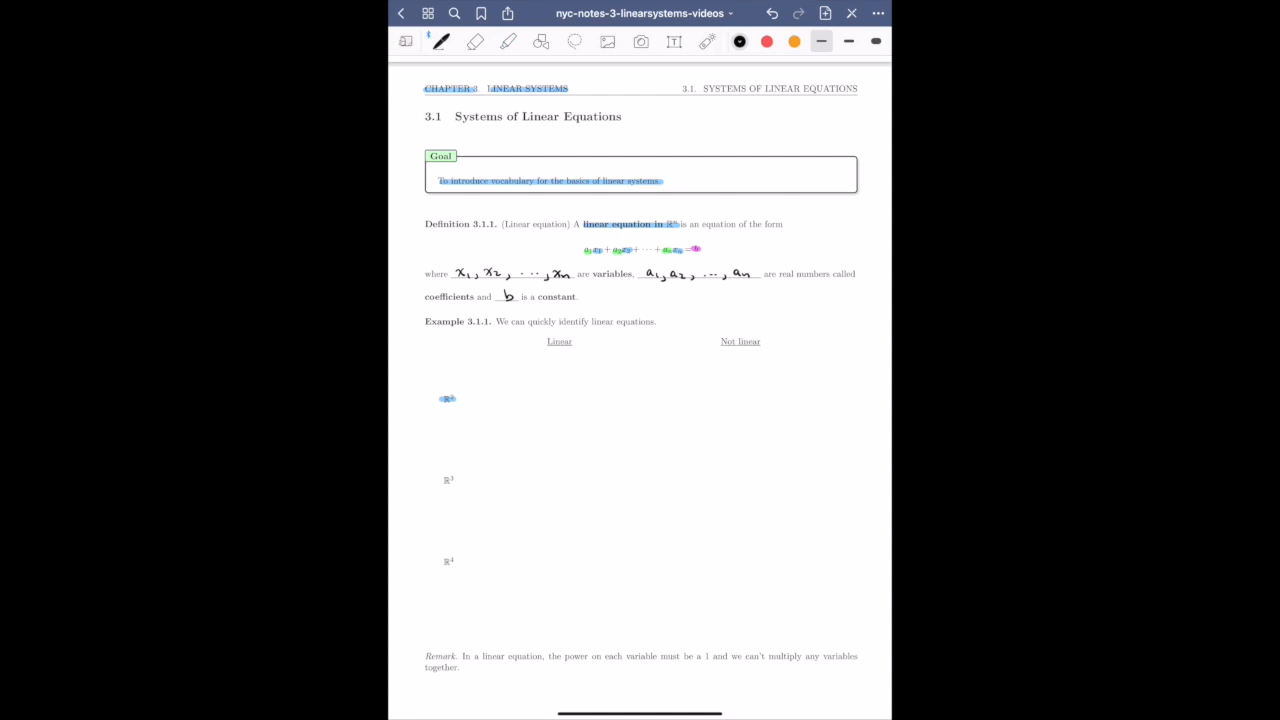 nyc-notes-3-linearsystems-videos
CHAPTER 3. LINEAR SYSTEMS 3.1. SYSTEMS OF LINEAR EQUATIONS
3.1 Systems of Linear Equations
Goal
To introduce vocabulary for the basics of linear systems.
Definition 3.1.1. (Linear equation) A linear equation in ℝⁿ is an equation of the form
a₁x₁ + a₂x₂ + ⋯ + aₙxₙ = b
where x₁, x₂, ..., xₙ are variables, a₁, a₂, ..., aₙ are real numbers called
coefficients and b is a constant.
Example 3.1.1. We can quickly identify linear equations.
Linear Not linear
ℝ²
ℝ³
ℝ⁴
Remark. In a linear equation, the power on each variable must be a 1 and we can't multiply any variables
together.